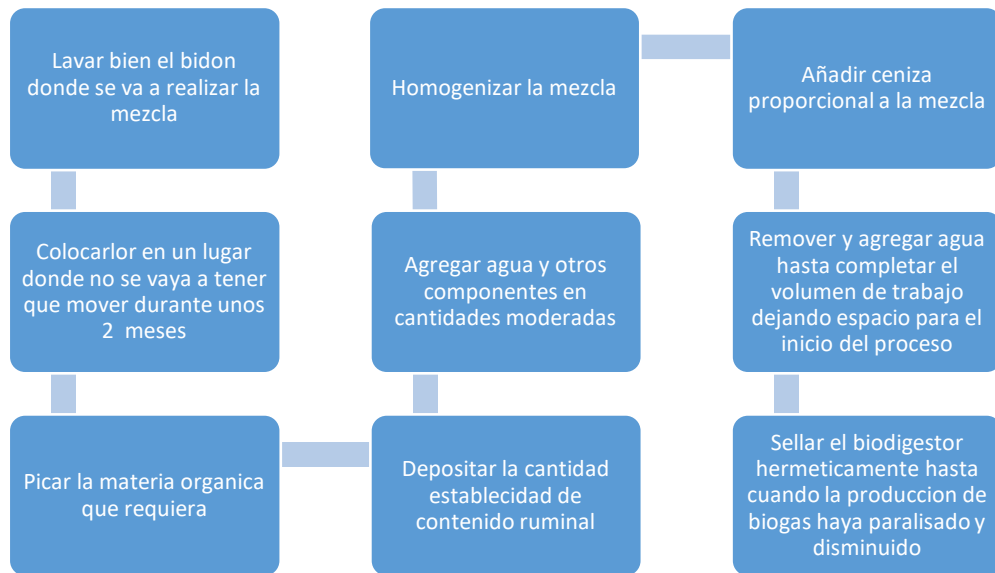 Lavar bien el bidon
donde se va a realizar la
mezcla
Colocarlor en un lugar
donde no se vaya a tener
que mover durante unos
2 meses
Picar la materia organica
que requiera
Depositar la cantidad
establecidad de
contenido ruminal
Agregar agua y otros
componentes en
cantidades moderadas
Homogenizar la mezcla
Añadir ceniza
proporcional a la mezcla
Remover y agregar agua
hasta completar el
volumen de trabajo
dejando espacio para el
inicio del proceso
Sellar el biodigestor
hermeticamente hasta
cuando la produccion de
biogas haya paralisado y
disminuido